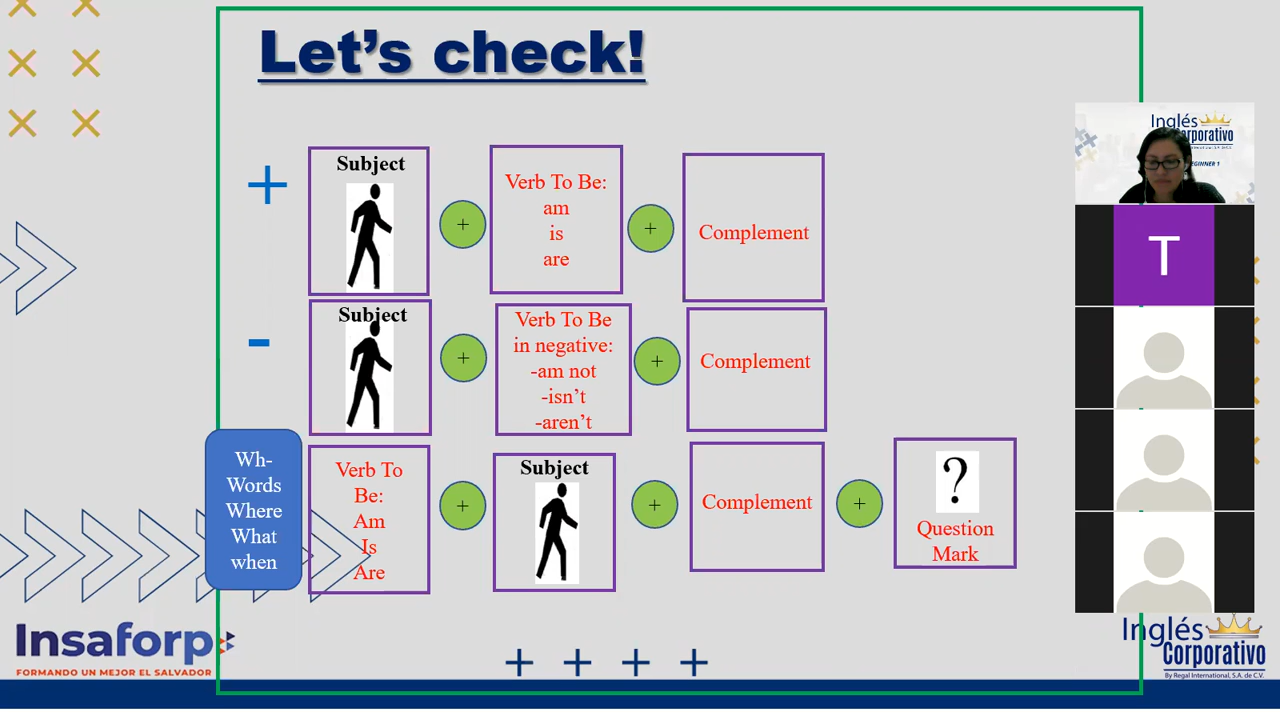 Let's check!
+
Subject
+
Verb To Be:
am
is
are
+
Complement
-
Subject
+
Verb To Be
in negative:
-am not
-isn't
-aren't
+
Complement
Wh-
Words
Where
What
when
Verb To
Be:
Am
Is
Are
+
Subject
+
Complement
+
?
Question
Mark
Inglés
Corporativo
BEGINNER 1
T
Insaforp
FORMANDO UN MEJOR EL SALVADOR
Inglés
Corporativo
By Regal International, S.A. de C.V.